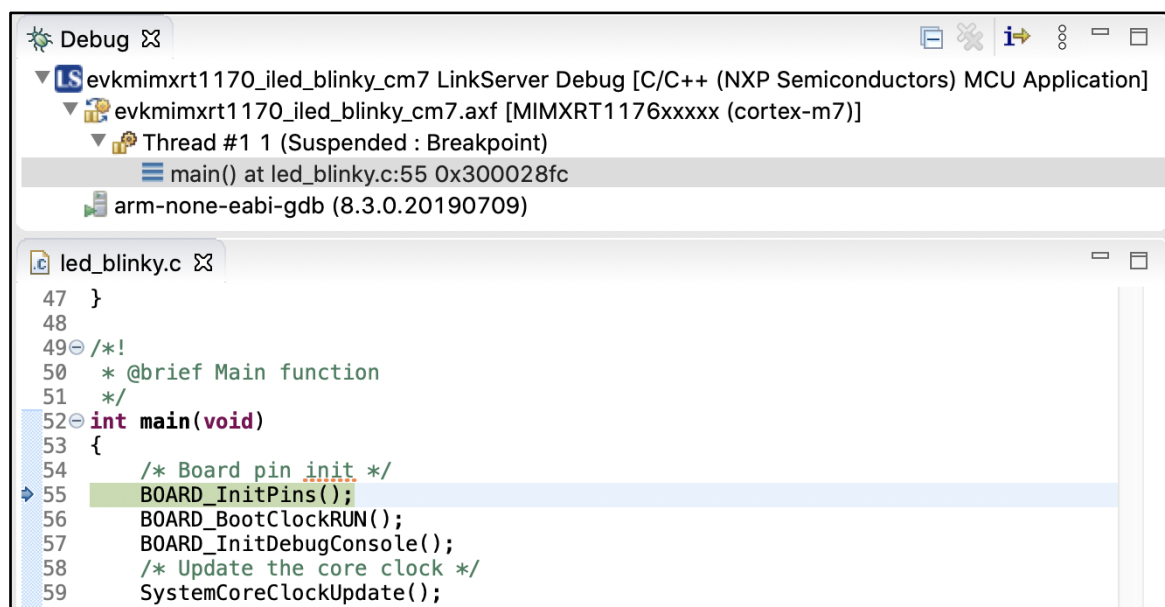 Debug
LS evkmimxrt1170_iled_blinky_cm7 LinkServer Debug [C/C++ (NXP Semiconductors) MCU Application]
evkmimxrt1170_iled_blinky_cm7.axf [MIMXRT1176xxxxx (cortex-m7)]
Thread #1 1 (Suspended : Breakpoint)
main() at led_blinky.c:55 0x300028fc
arm-none-eabi-gdb (8.3.0.20190709)
.c led_blinky.c
47 }
48
49 /*!
50  * @brief Main function
51  */
52 int main(void)
53 {
54     /* Board pin init */
55     BOARD_InitPins();
56     BOARD_BootClockRUN();
57     BOARD_InitDebugConsole();
58     /* Update the core clock */
59     SystemCoreClockUpdate();